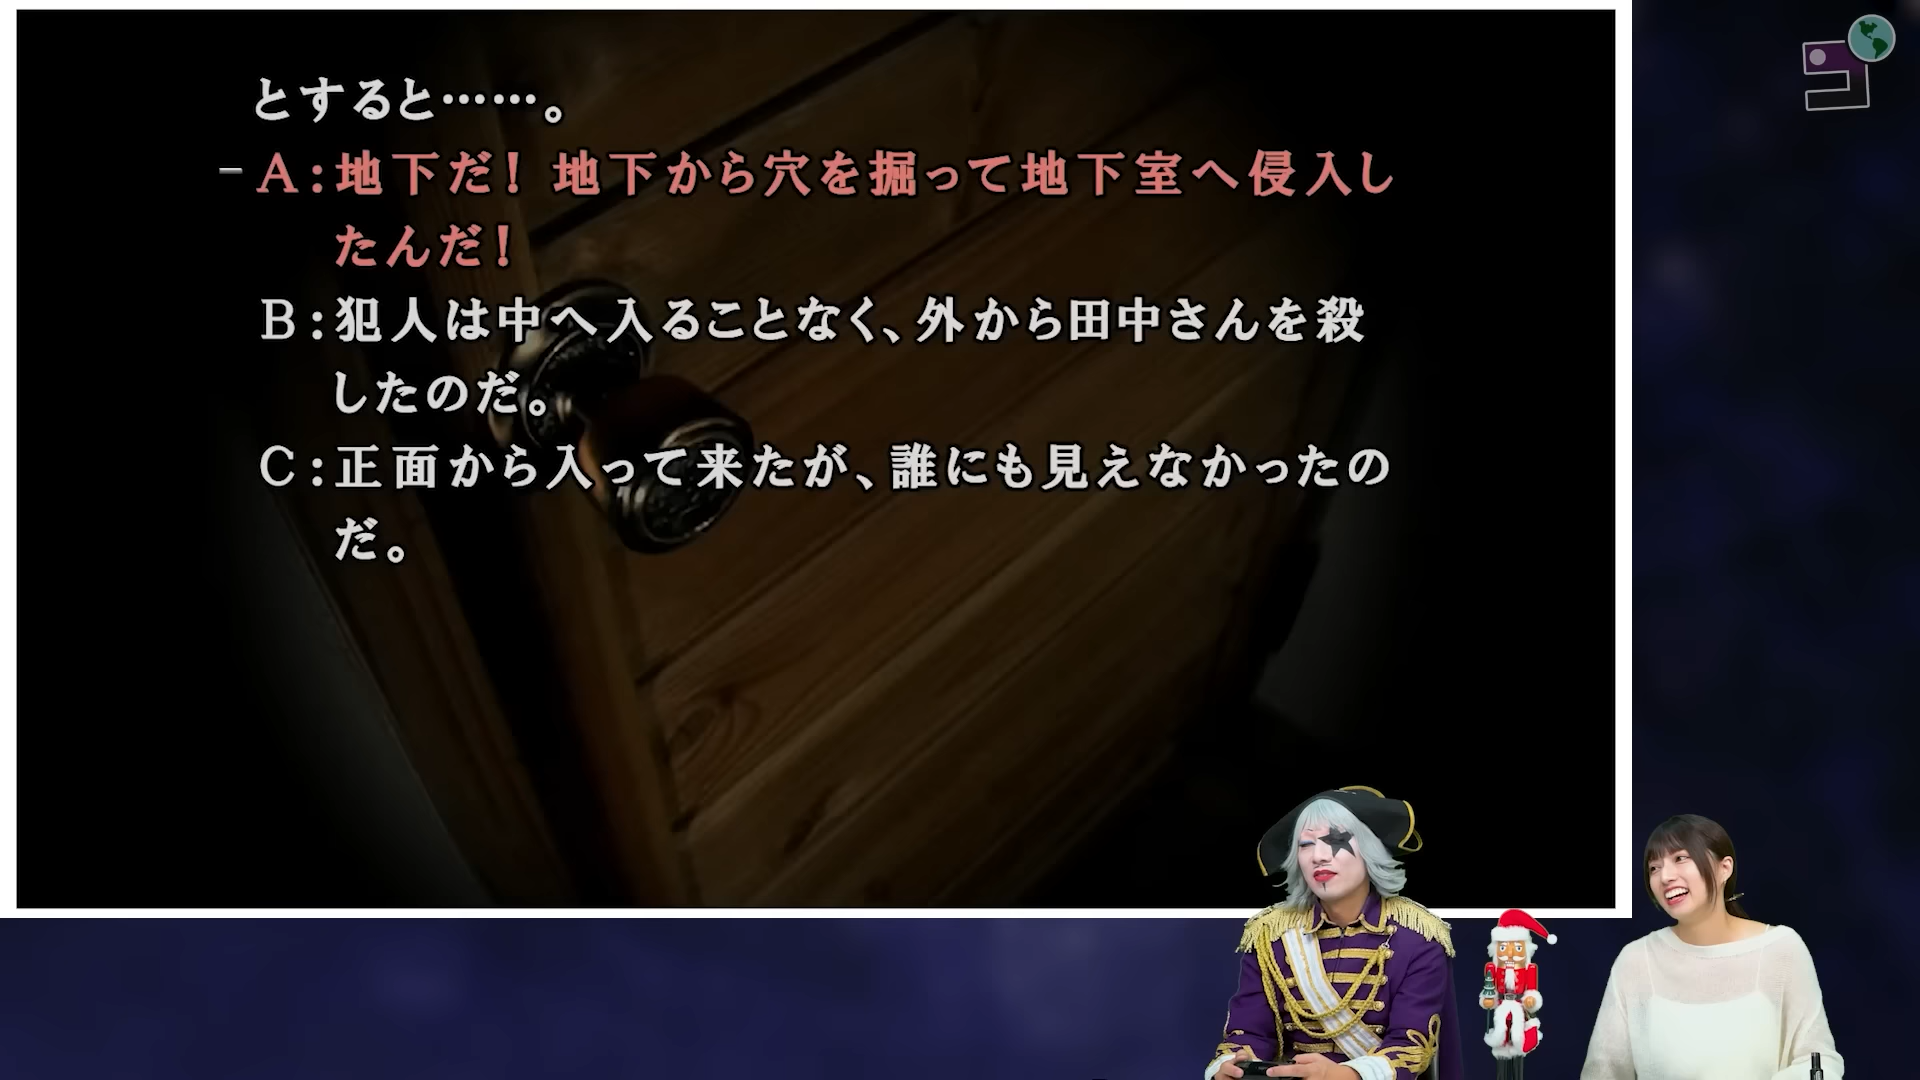 とすると……。
A:地下だ！ 地下から穴を掘って地下室へ侵入し
たんだ！
B:犯人は中へ入ることなく、外から田中さんを殺
したのだ。
C:正面から入って来たが、誰にも見えなかったの
だ。